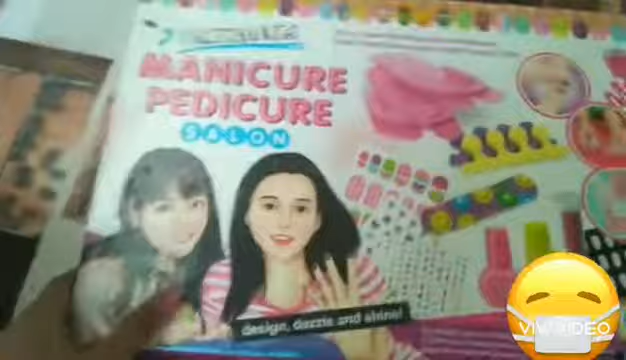 MANICURE
PEDICURE
SALON
design, dazzle and shine!
VIVAVIDEO